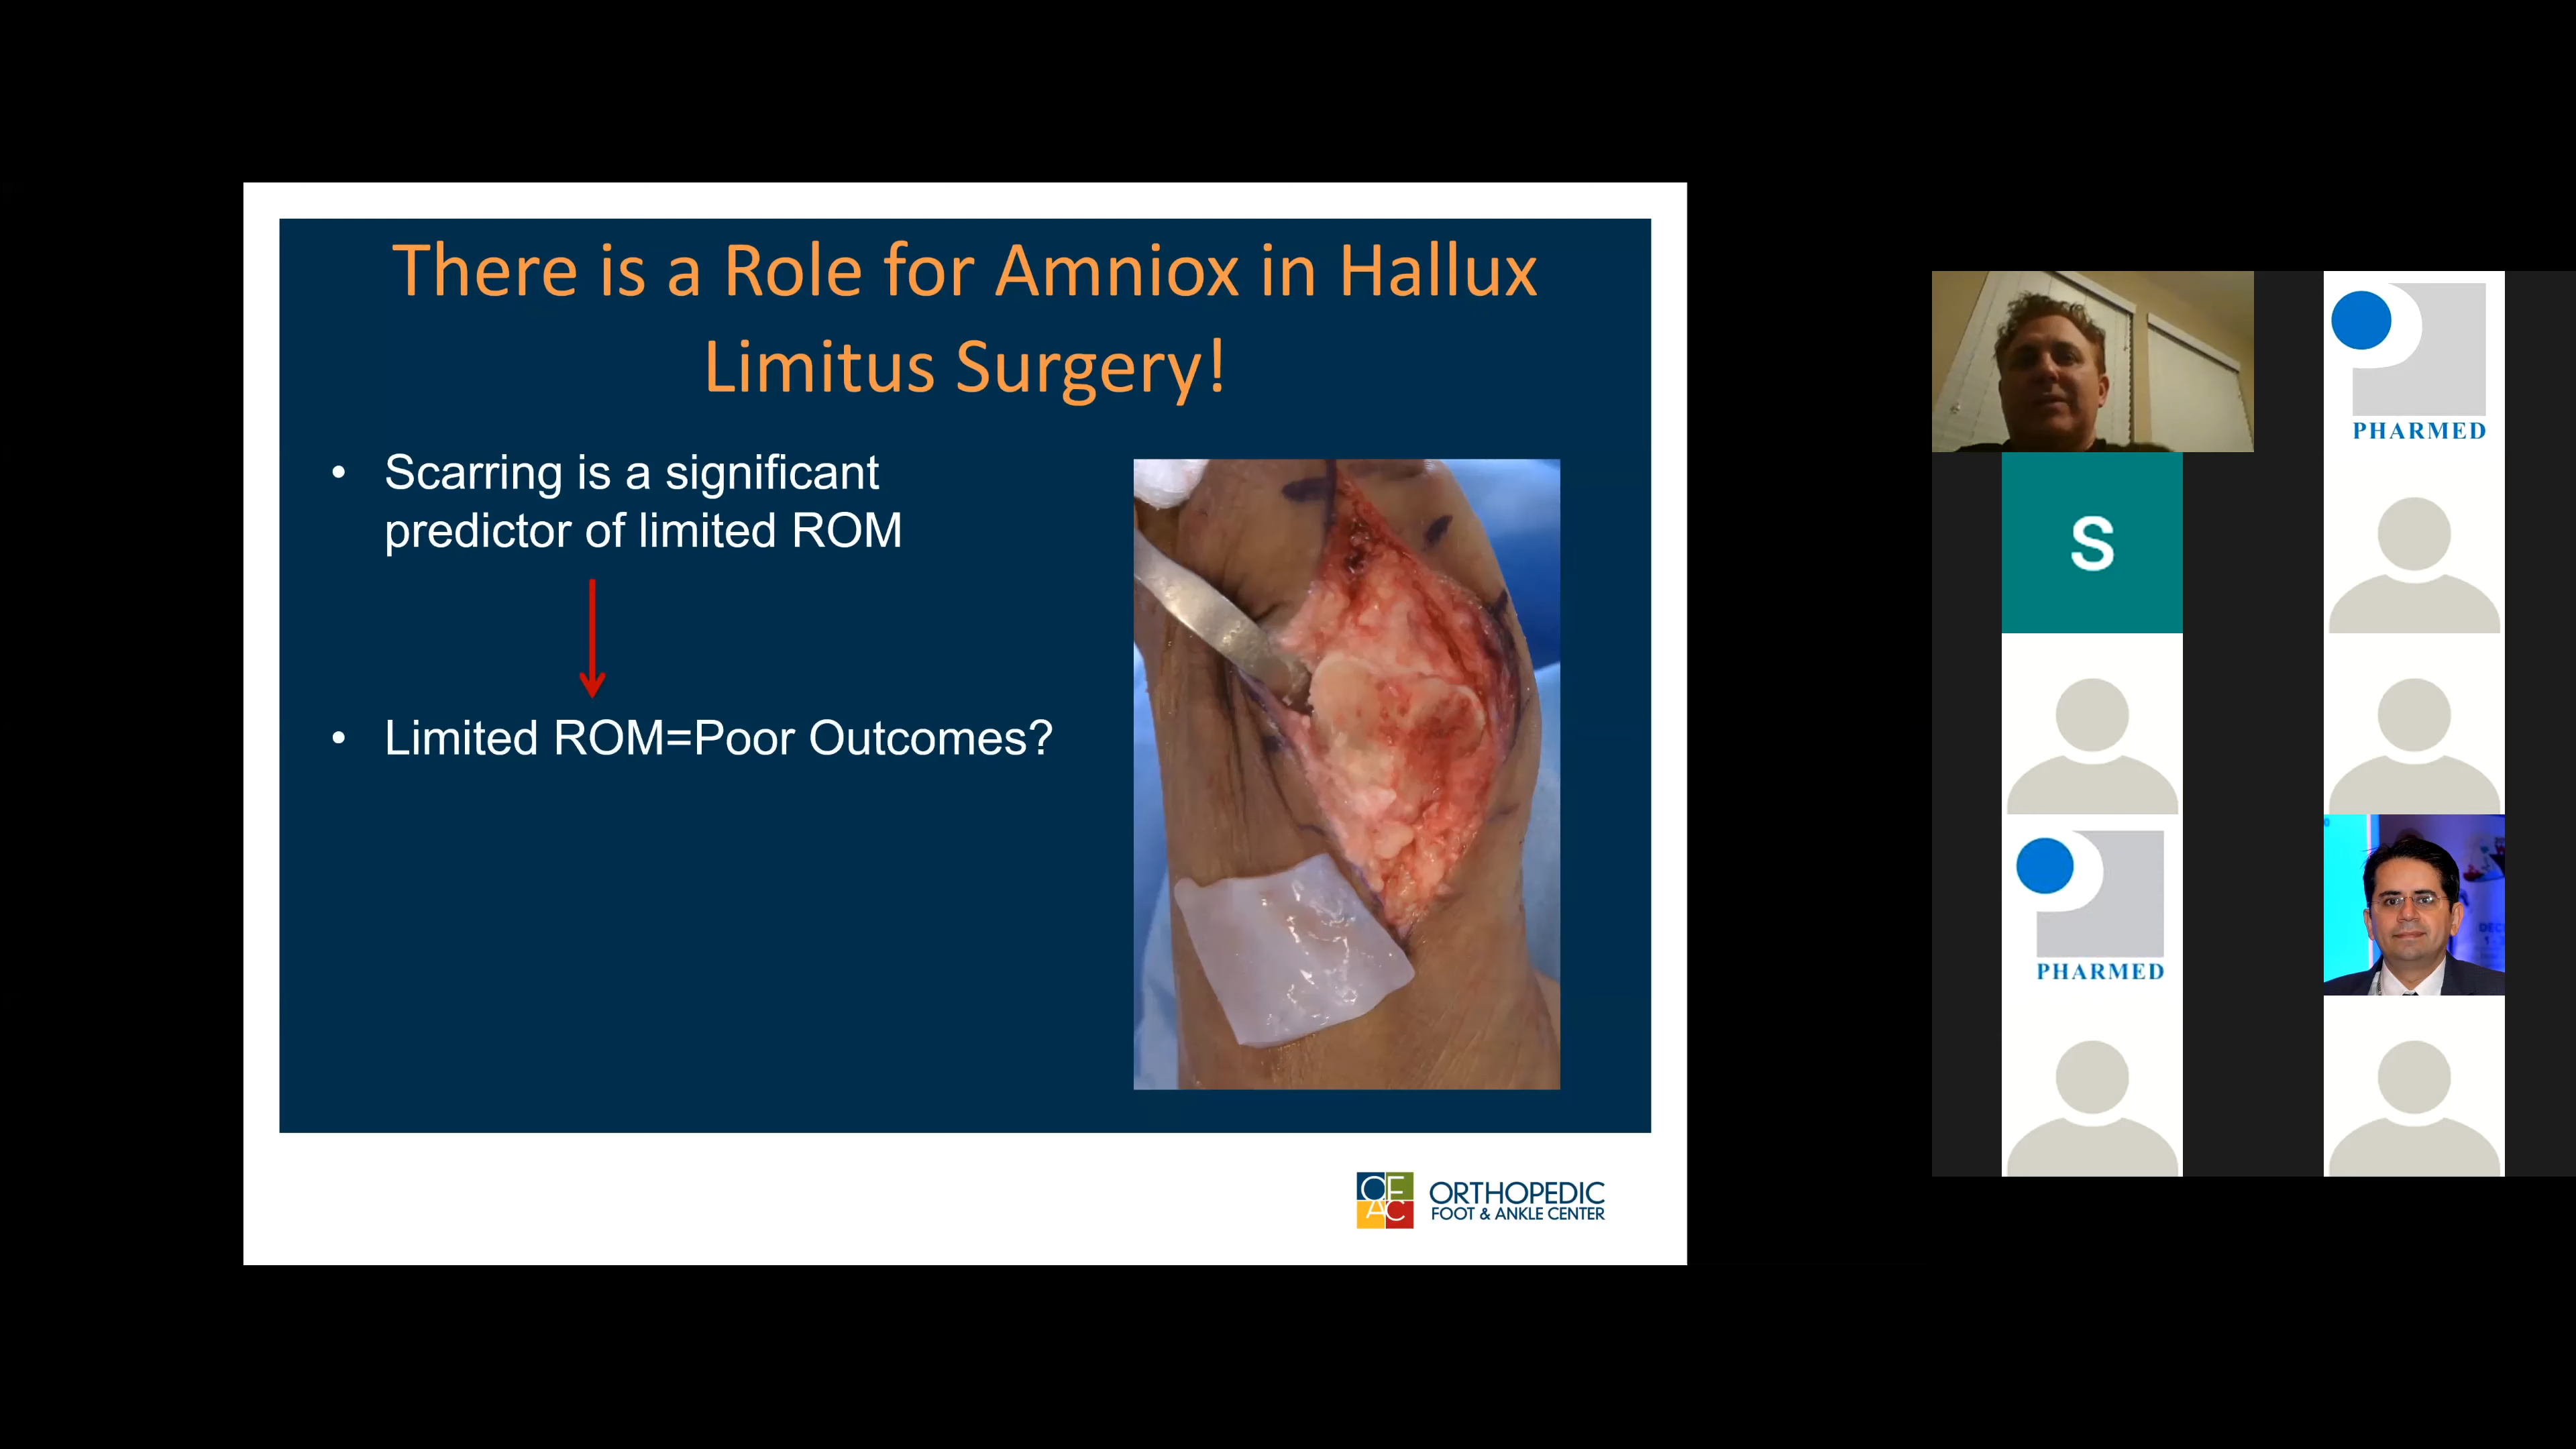 There is a Role for Amniox in Hallux
Limitus Surgery!
• Scarring is a significant
predictor of limited ROM
• Limited ROM=Poor Outcomes?
OFAC
ORTHOPEDIC
FOOT & ANKLE CENTER
PHARMED
S
PHARMED